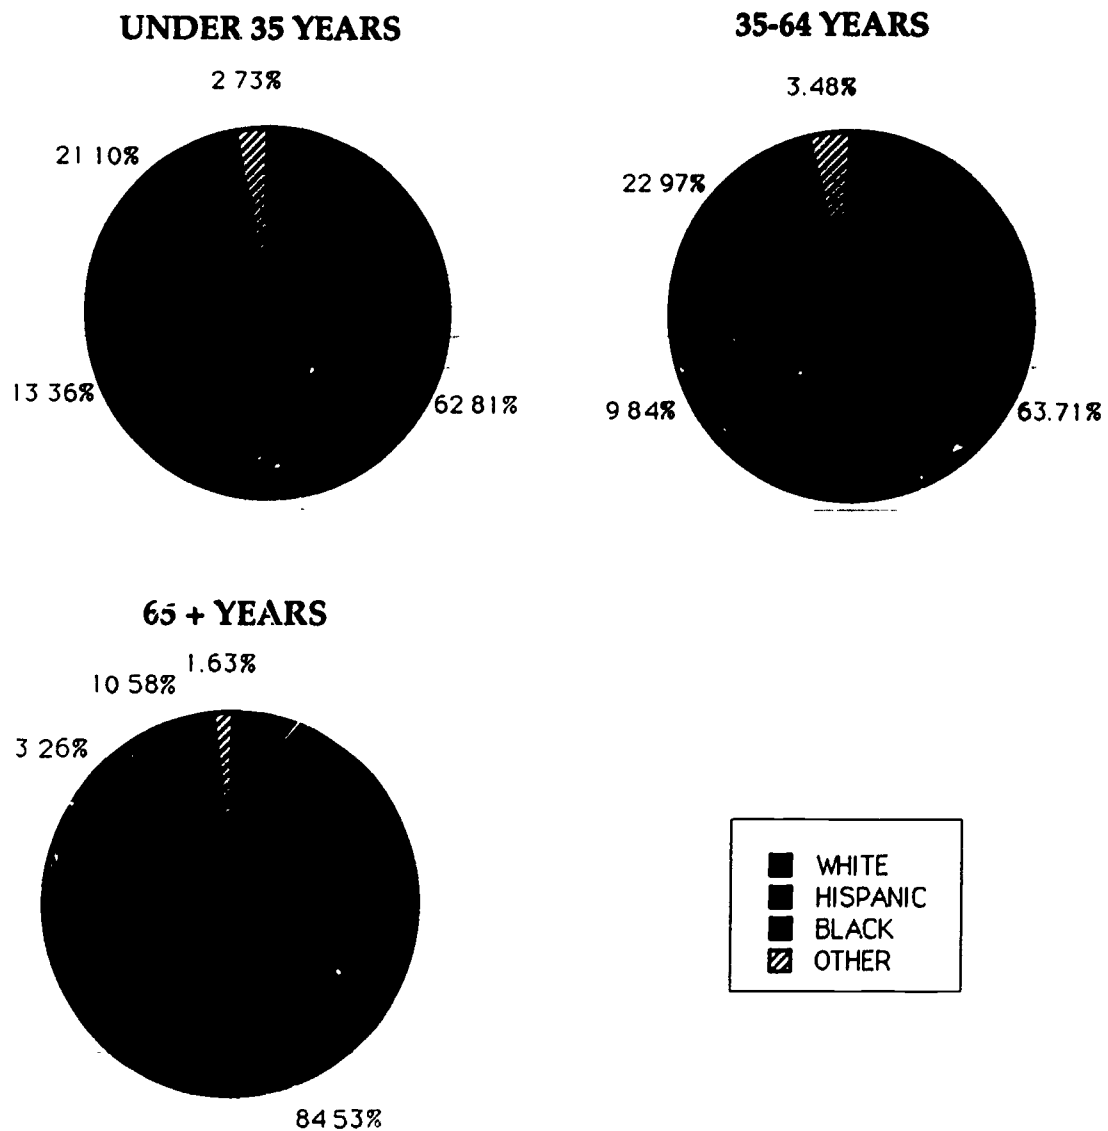 UNDER 35 YEARS
2 73%
21 10%
13 36%
62 81%
35-64 YEARS
3.48%
22 97%
9 84%
63.71%
65 + YEARS
1.63%
10 58%
3 26%
84 53%
WHITE
HISPANIC
BLACK
OTHER